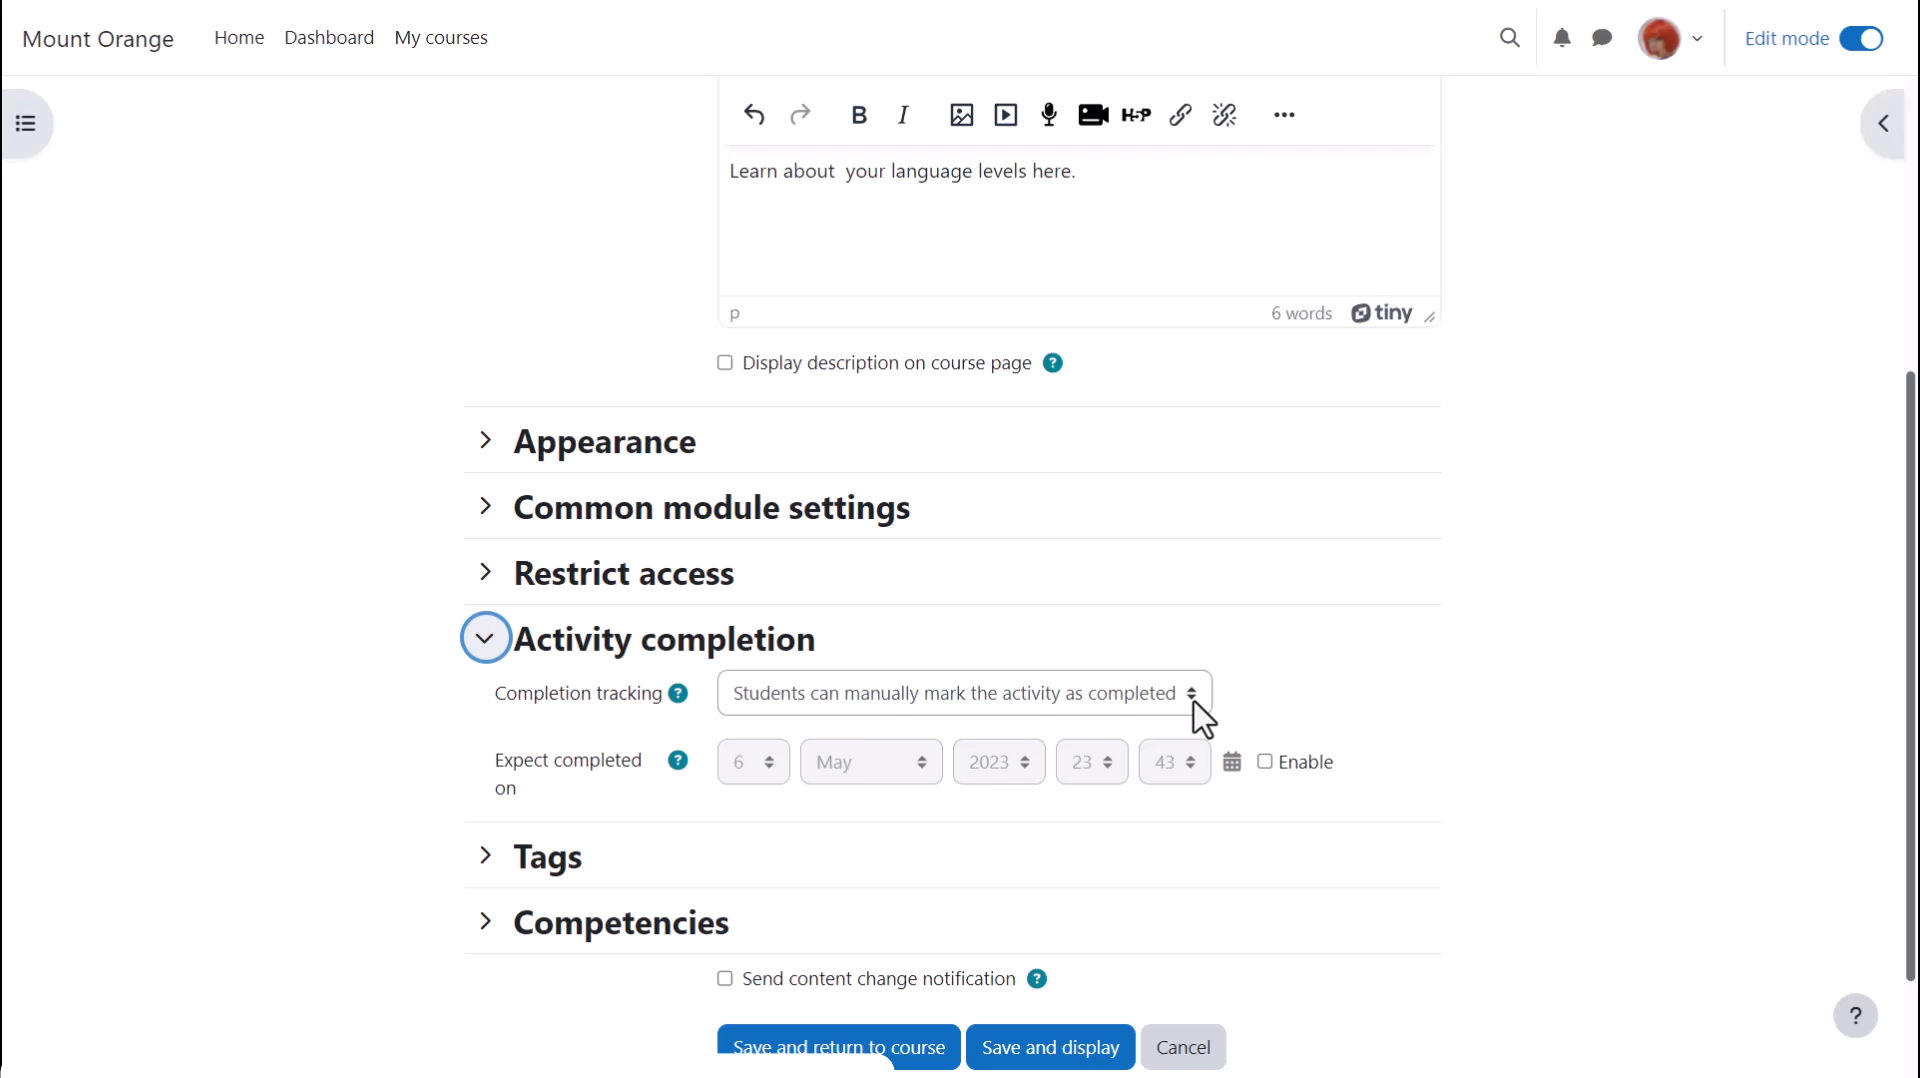 Mount Orange Home Dashboard My courses Edit mode
B I H-P
Learn about  your language levels here.
p 6 words tiny
Display description on course page ?
Appearance
Common module settings
Restrict access
Activity completion
Completion tracking ? Students can manually mark the activity as completed
Expect completed on ? 6 May 2023 23 43 Enable
Tags
Competencies
Send content change notification ?
?
Save and return to course Save and display Cancel